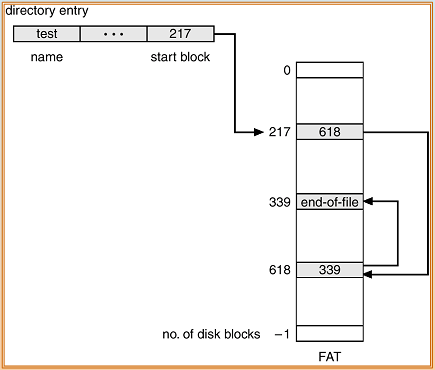 directory entry
test ••• 217
name start block
0
217 618
339 end-of-file
618 339
no. of disk blocks –1
FAT